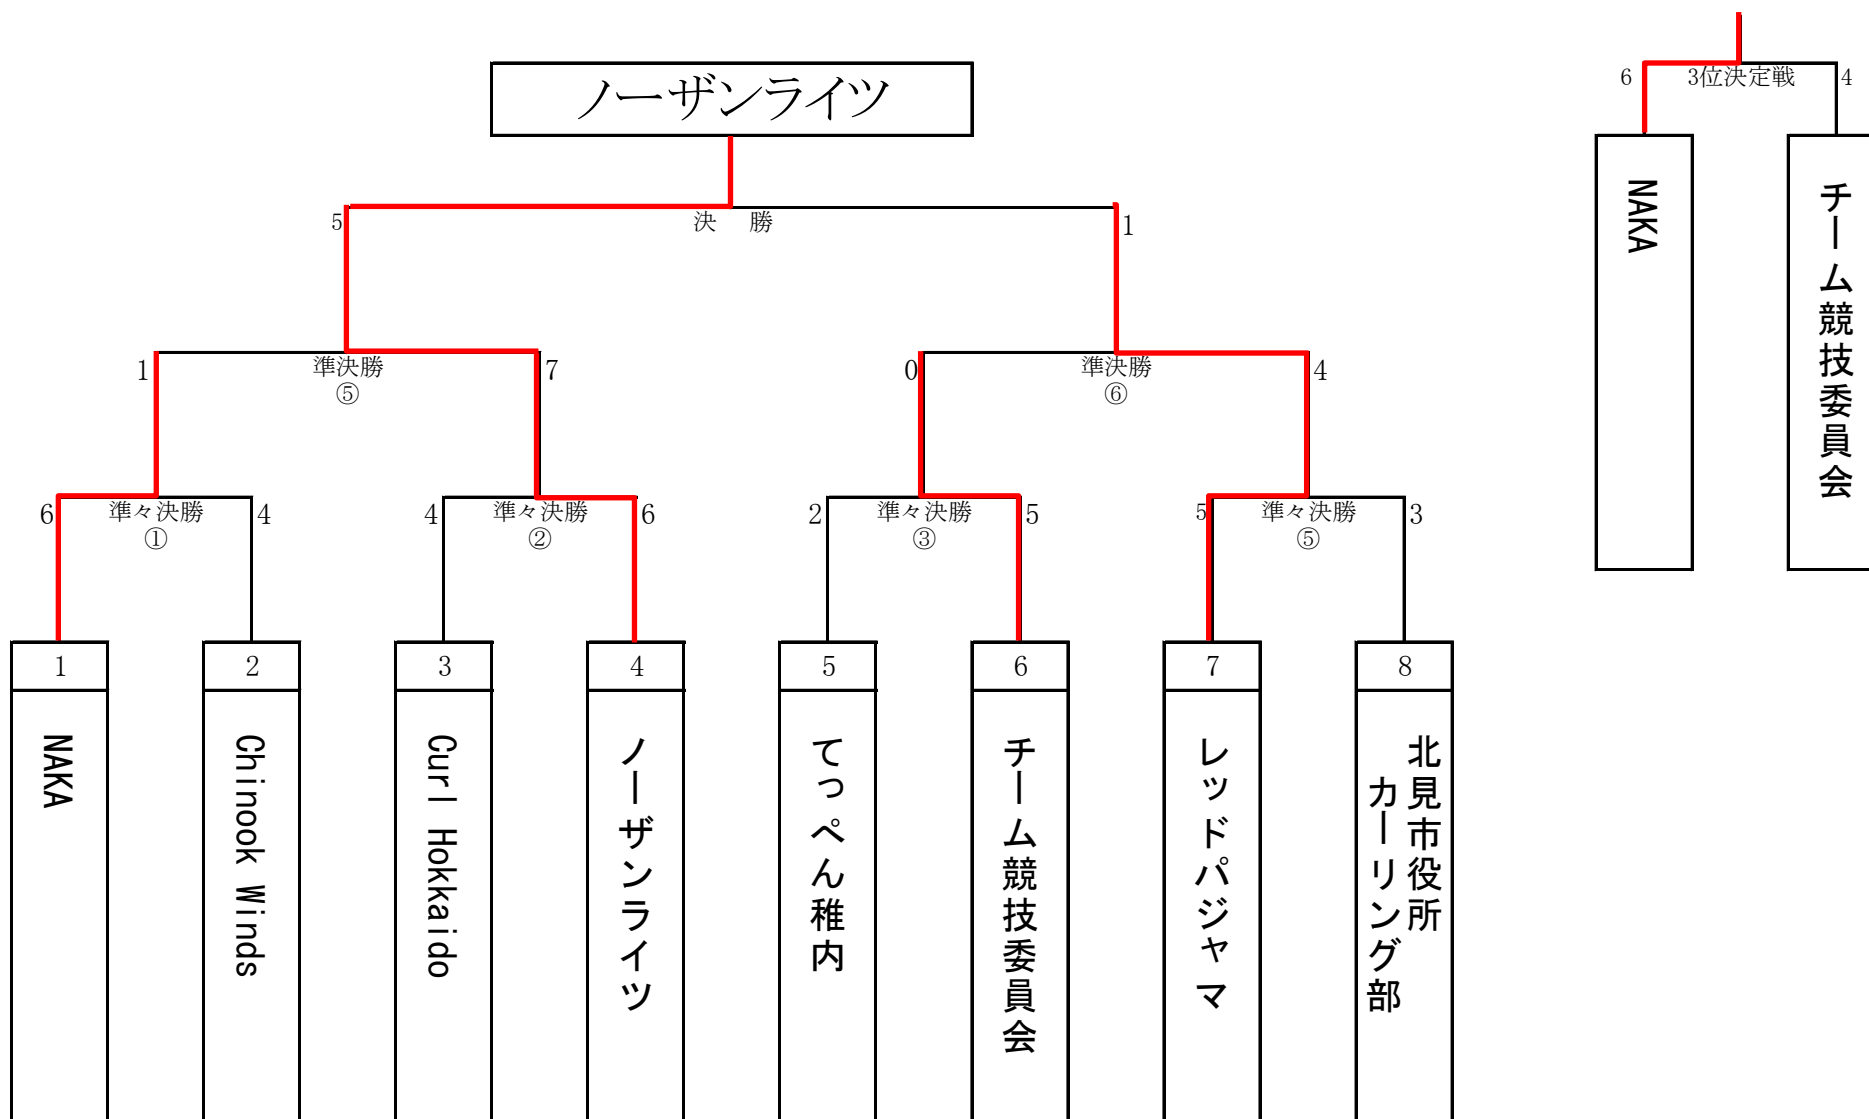 ノーザンライツ
5
決　勝
1
1
準決勝
⑤
7
0
準決勝
⑥
4
6
準々決勝
①
4
4
準々決勝
②
6
2
準々決勝
③
5
5
準々決勝
⑤
3
1
2
3
4
5
6
7
8
NAKA
Chinook Winds
Curl Hokkaido
ノーザンライツ
てっぺん稚内
チーム競技委員会
レッドパジャマ
北見市役所
カーリング部
6
3位決定戦
4
NAKA
チーム競技委員会